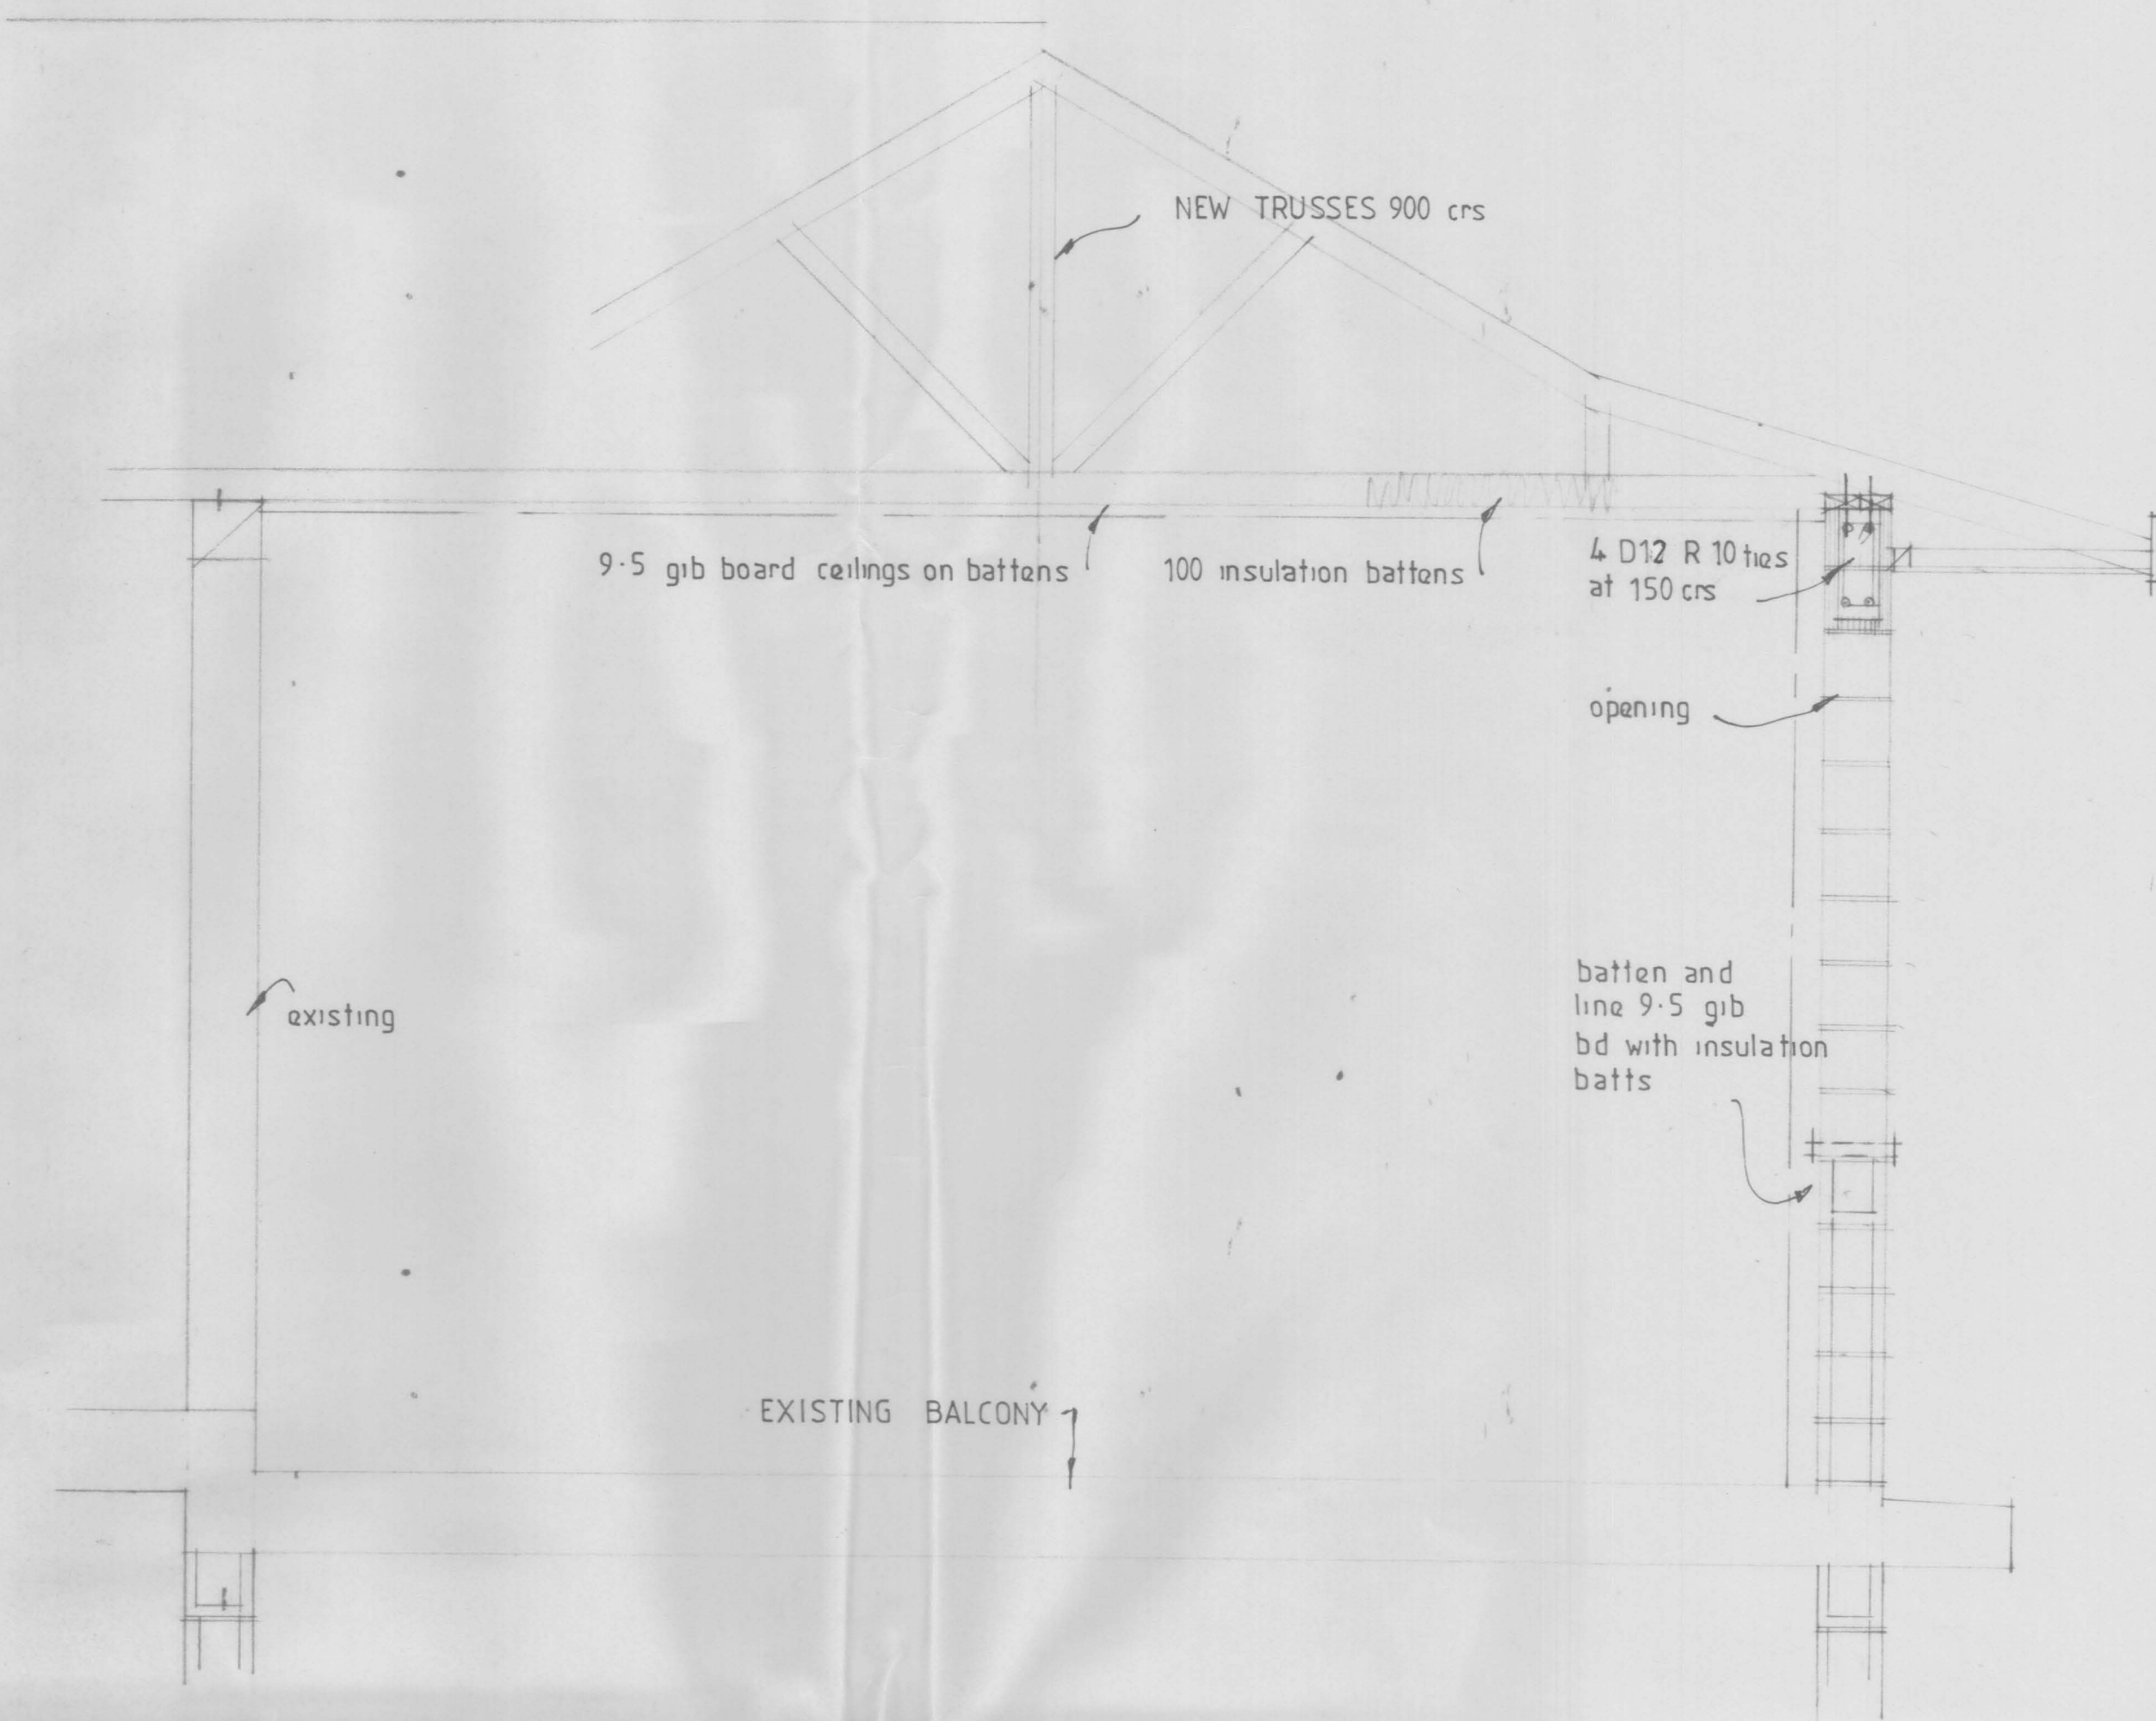 NEW TRUSSES 900 crs
9·5 gib board ceilings on battens
100 insulation battens
4 D12 R 10 ties
at 150 crs
opening
batten and
line 9·5 gib
bd with insulation
batts
existing
EXISTING BALCONY